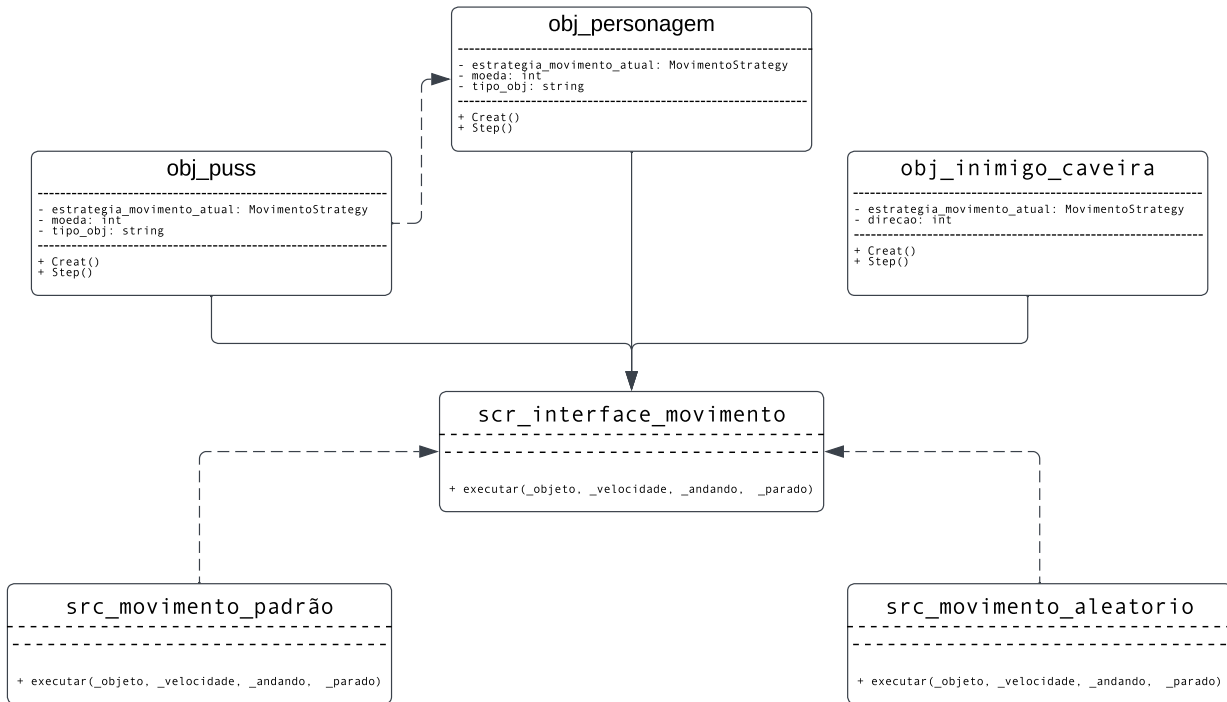 obj_personagem
- estrategia_movimento_atual: MovimentoStrategy
- moeda: int
- tipo_obj: string
+ Creat()
+ Step()
obj_puss
- estrategia_movimento_atual: MovimentoStrategy
- moeda: int
- tipo_obj: string
+ Creat()
+ Step()
obj_inimigo_caveira
- estrategia_movimento_atual: MovimentoStrategy
- direcao: int
+ Creat()
+ Step()
scr_interface_movimento
+ executar(_objeto, _velocidade, _andando, _parado)
src_movimento_padrão
+ executar(_objeto, _velocidade, _andando, _parado)
src_movimento_aleatorio
+ executar(_objeto, _velocidade, _andando, _parado)